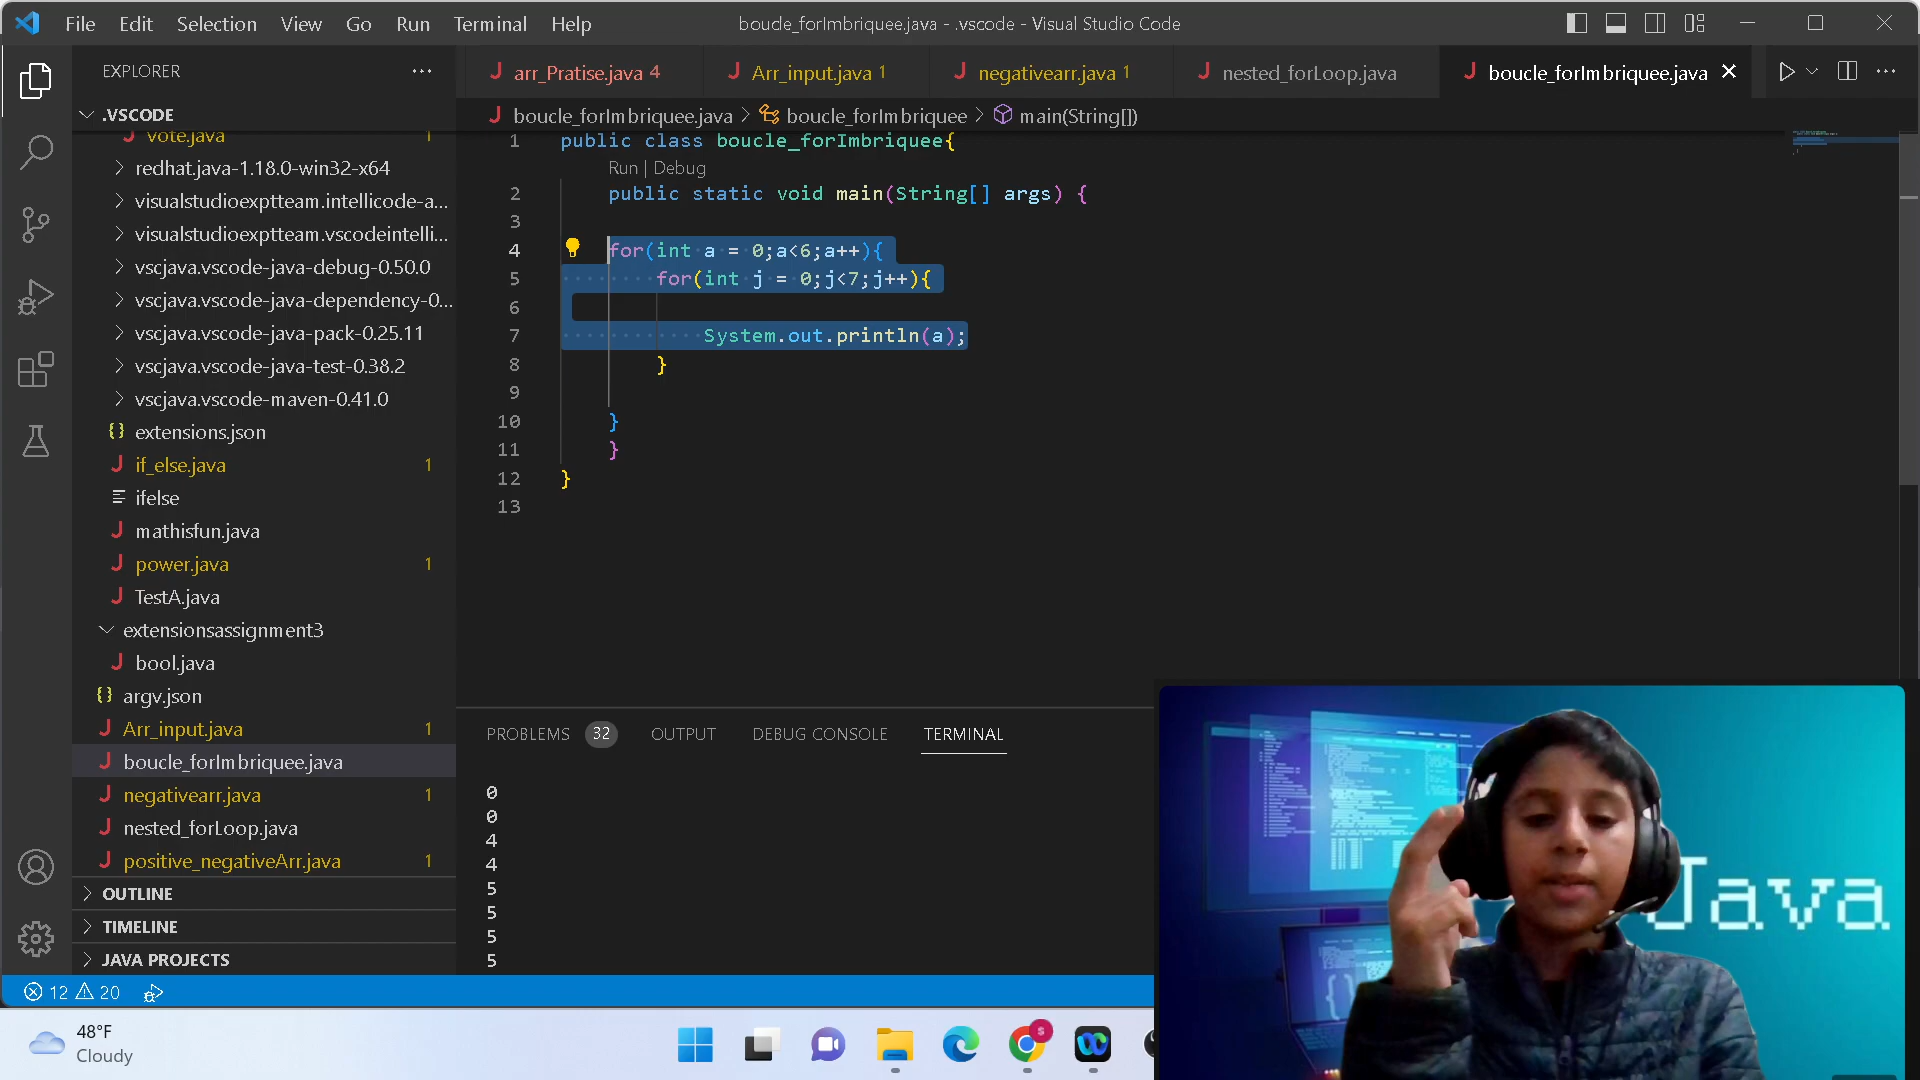 File Edit Selection View Go Run Terminal Help
boucle_forImbriquee.java - .vscode - Visual Studio Code
EXPLORER
arr_Pratise.java 4
Arr_input.java 1
negativearr.java 1
nested_forLoop.java
boucle_forImbriquee.java
.VSCODE
boucle_forImbriquee.java > boucle_forImbriquee > main(String[])
vote.java 1
redhat.java-1.18.0-win32-x64
visualstudioexptteam.intellicode-a...
visualstudioexptteam.vscodeintelli...
vscjava.vscode-java-debug-0.50.0
vscjava.vscode-java-dependency-0...
vscjava.vscode-java-pack-0.25.11
vscjava.vscode-java-test-0.38.2
vscjava.vscode-maven-0.41.0
extensions.json
if_else.java 1
ifelse
mathisfun.java
power.java 1
TestA.java
extensionsassignment3
bool.java
argv.json
Arr_input.java 1
boucle_forImbriquee.java
negativearr.java 1
nested_forLoop.java
positive_negativeArr.java 1
OUTLINE
TIMELINE
JAVA PROJECTS
1 public class boucle_forImbriquee{
Run | Debug
2 public static void main(String[] args) {
3
4 for(int a = 0;a<6;a++){
5 for(int j = 0;j<7;j++){
6
7 System.out.println(a);
8 }
9
10 }
11 }
12 }
13
PROBLEMS 32 OUTPUT DEBUG CONSOLE TERMINAL
0
0
4
4
5
5
5
5
Java
12 20
48°F
Cloudy